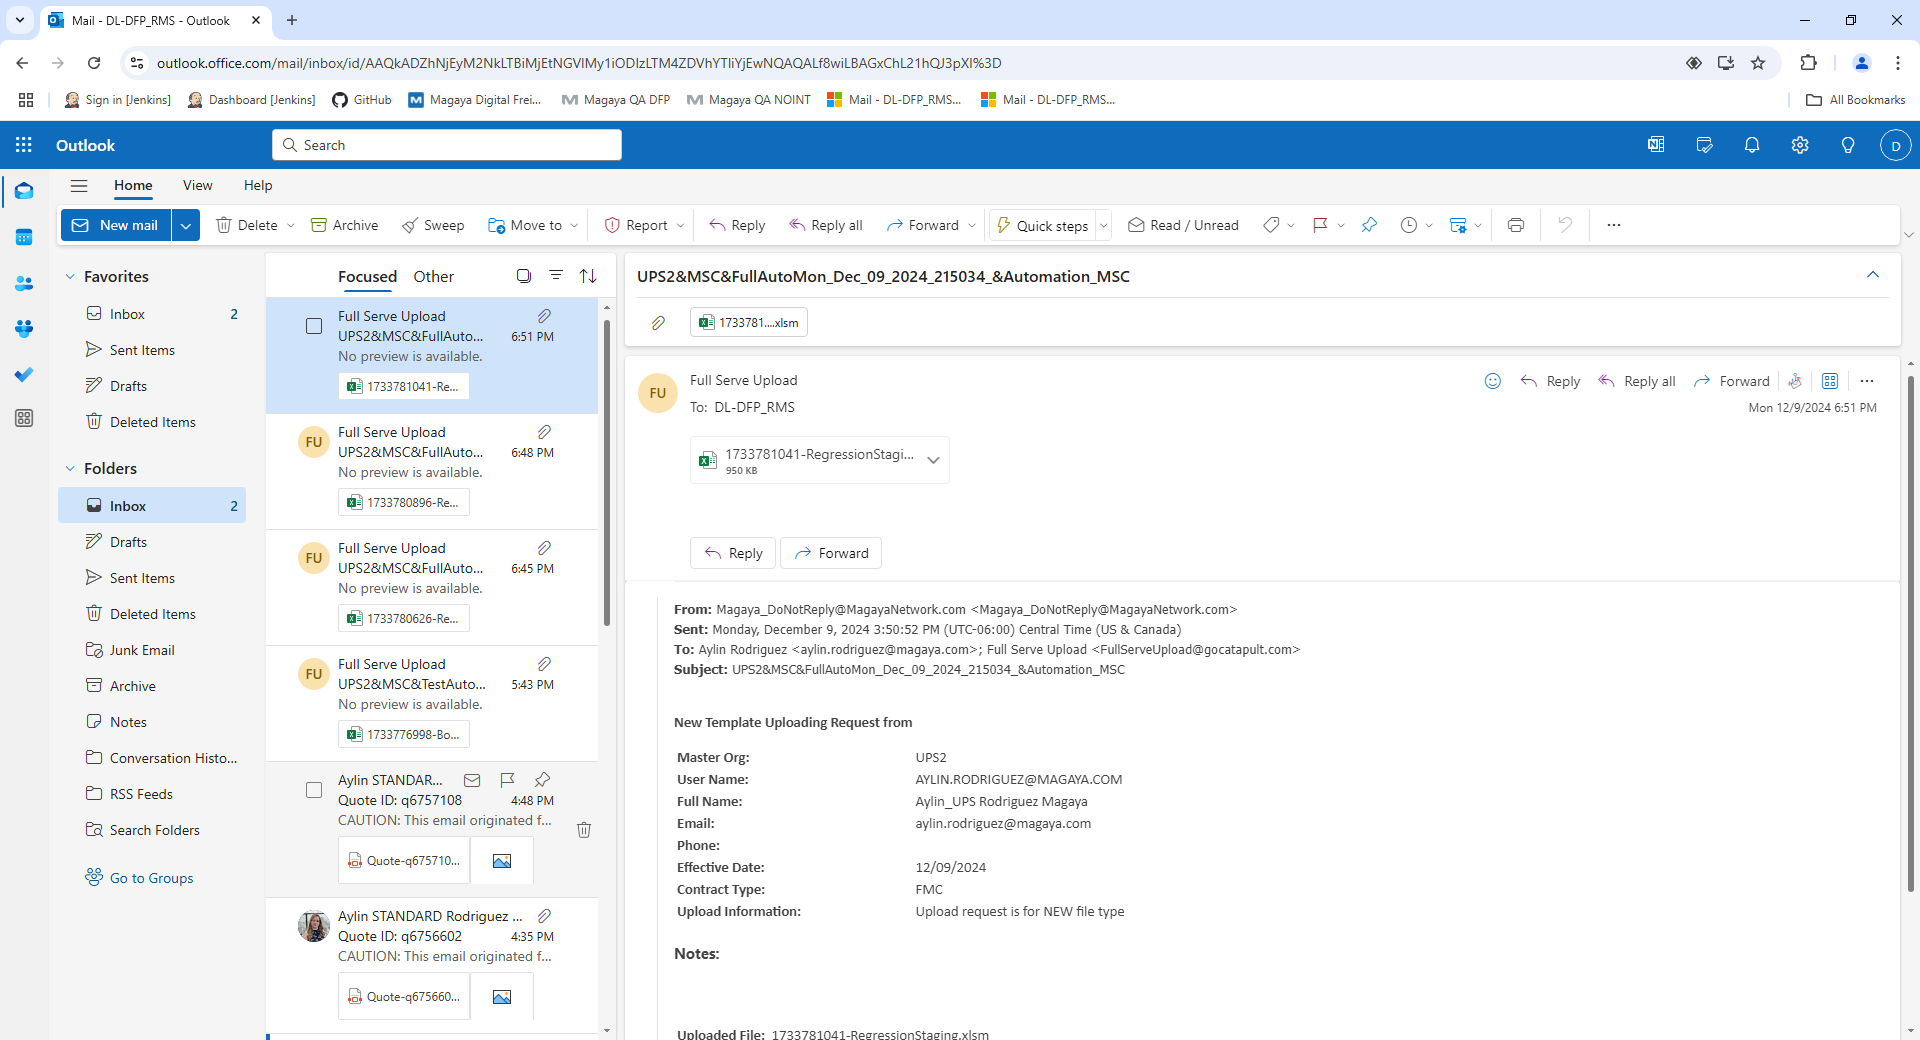 Mail - DL-DFP_RMS - Outlook
outlook.office.com/mail/inbox/id/AAQkADZhNjEyM2NkLTBiMjEtNGVlMy1iODIzLTM4ZDVhYTliYjEwNQAQALf8wiLBAGxChL21hQJ3pXI%3D
Sign in [Jenkins]
Dashboard [Jenkins]
GitHub
Magaya Digital Frei...
Magaya QA DFP
Magaya QA NOINT
Mail - DL-DFP_RMS...
Mail - DL-DFP_RMS...
All Bookmarks
Outlook
Search
D
Home
View
Help
New mail
Delete
Archive
Sweep
Move to
Report
Reply
Reply all
Forward
Quick steps
Read / Unread
Favorites
Inbox 2
Sent Items
Drafts
Deleted Items
Folders
Inbox 2
Drafts
Sent Items
Deleted Items
Junk Email
Archive
Notes
Conversation Histo...
RSS Feeds
Search Folders
Go to Groups
Focused
Other
Full Serve Upload
UPS2&MSC&FullAuto... 6:51 PM
No preview is available.
1733781041-Re...
FU
Full Serve Upload
UPS2&MSC&FullAuto... 6:48 PM
No preview is available.
1733780896-Re...
FU
Full Serve Upload
UPS2&MSC&FullAuto... 6:45 PM
No preview is available.
1733780626-Re...
FU
Full Serve Upload
UPS2&MSC&TestAuto... 5:43 PM
No preview is available.
1733776998-Bo...
Aylin STANDAR...
Quote ID: q6757108 4:48 PM
CAUTION: This email originated f...
Quote-q675710...
Aylin STANDARD Rodriguez ...
Quote ID: q6756602 4:35 PM
CAUTION: This email originated f...
Quote-q675660...
UPS2&MSC&FullAutoMon_Dec_09_2024_215034_&Automation_MSC
1733781....xlsm
FU
Full Serve Upload
To: DL-DFP_RMS
Reply
Reply all
Forward
Mon 12/9/2024 6:51 PM
1733781041-RegressionStagi...
950 KB
Reply
Forward
From: Magaya_DoNotReply@MagayaNetwork.com <Magaya_DoNotReply@MagayaNetwork.com>
Sent: Monday, December 9, 2024 3:50:52 PM (UTC-06:00) Central Time (US & Canada)
To: Aylin Rodriguez <aylin.rodriguez@magaya.com>; Full Serve Upload <FullServeUpload@gocatapult.com>
Subject: UPS2&MSC&FullAutoMon_Dec_09_2024_215034_&Automation_MSC
New Template Uploading Request from
Master Org: UPS2
User Name: AYLIN.RODRIGUEZ@MAGAYA.COM
Full Name: Aylin_UPS Rodriguez Magaya
Email: aylin.rodriguez@magaya.com
Phone:
Effective Date: 12/09/2024
Contract Type: FMC
Upload Information: Upload request is for NEW file type
Notes:
Uploaded File: 1733781041-RegressionStaging.xlsm